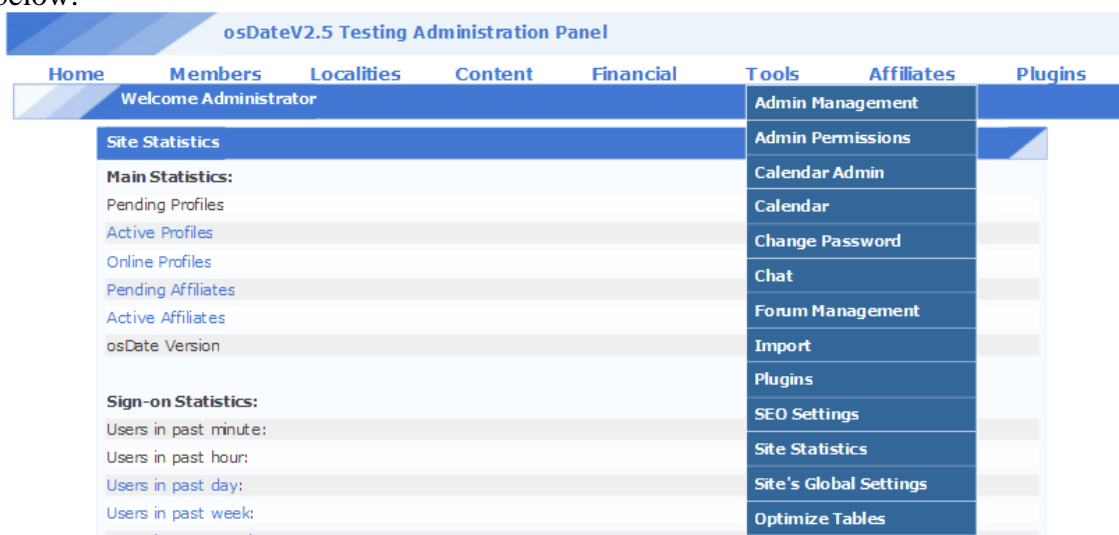 below:
osDateV2.5 Testing Administration Panel
Home Members Localities Content Financial Tools Affiliates Plugins
Welcome Administrator
Admin Management
Site Statistics
Admin Permissions
Main Statistics:
Calendar Admin
Pending Profiles
Calendar
Active Profiles
Change Password
Online Profiles
Chat
Pending Affiliates
Active Affiliates
Forum Management
osDate Version
Import
Plugins
Sign-on Statistics:
SEO Settings
Users in past minute:
Users in past hour:
Site Statistics
Users in past day:
Site's Global Settings
Users in past week:
Optimize Tables